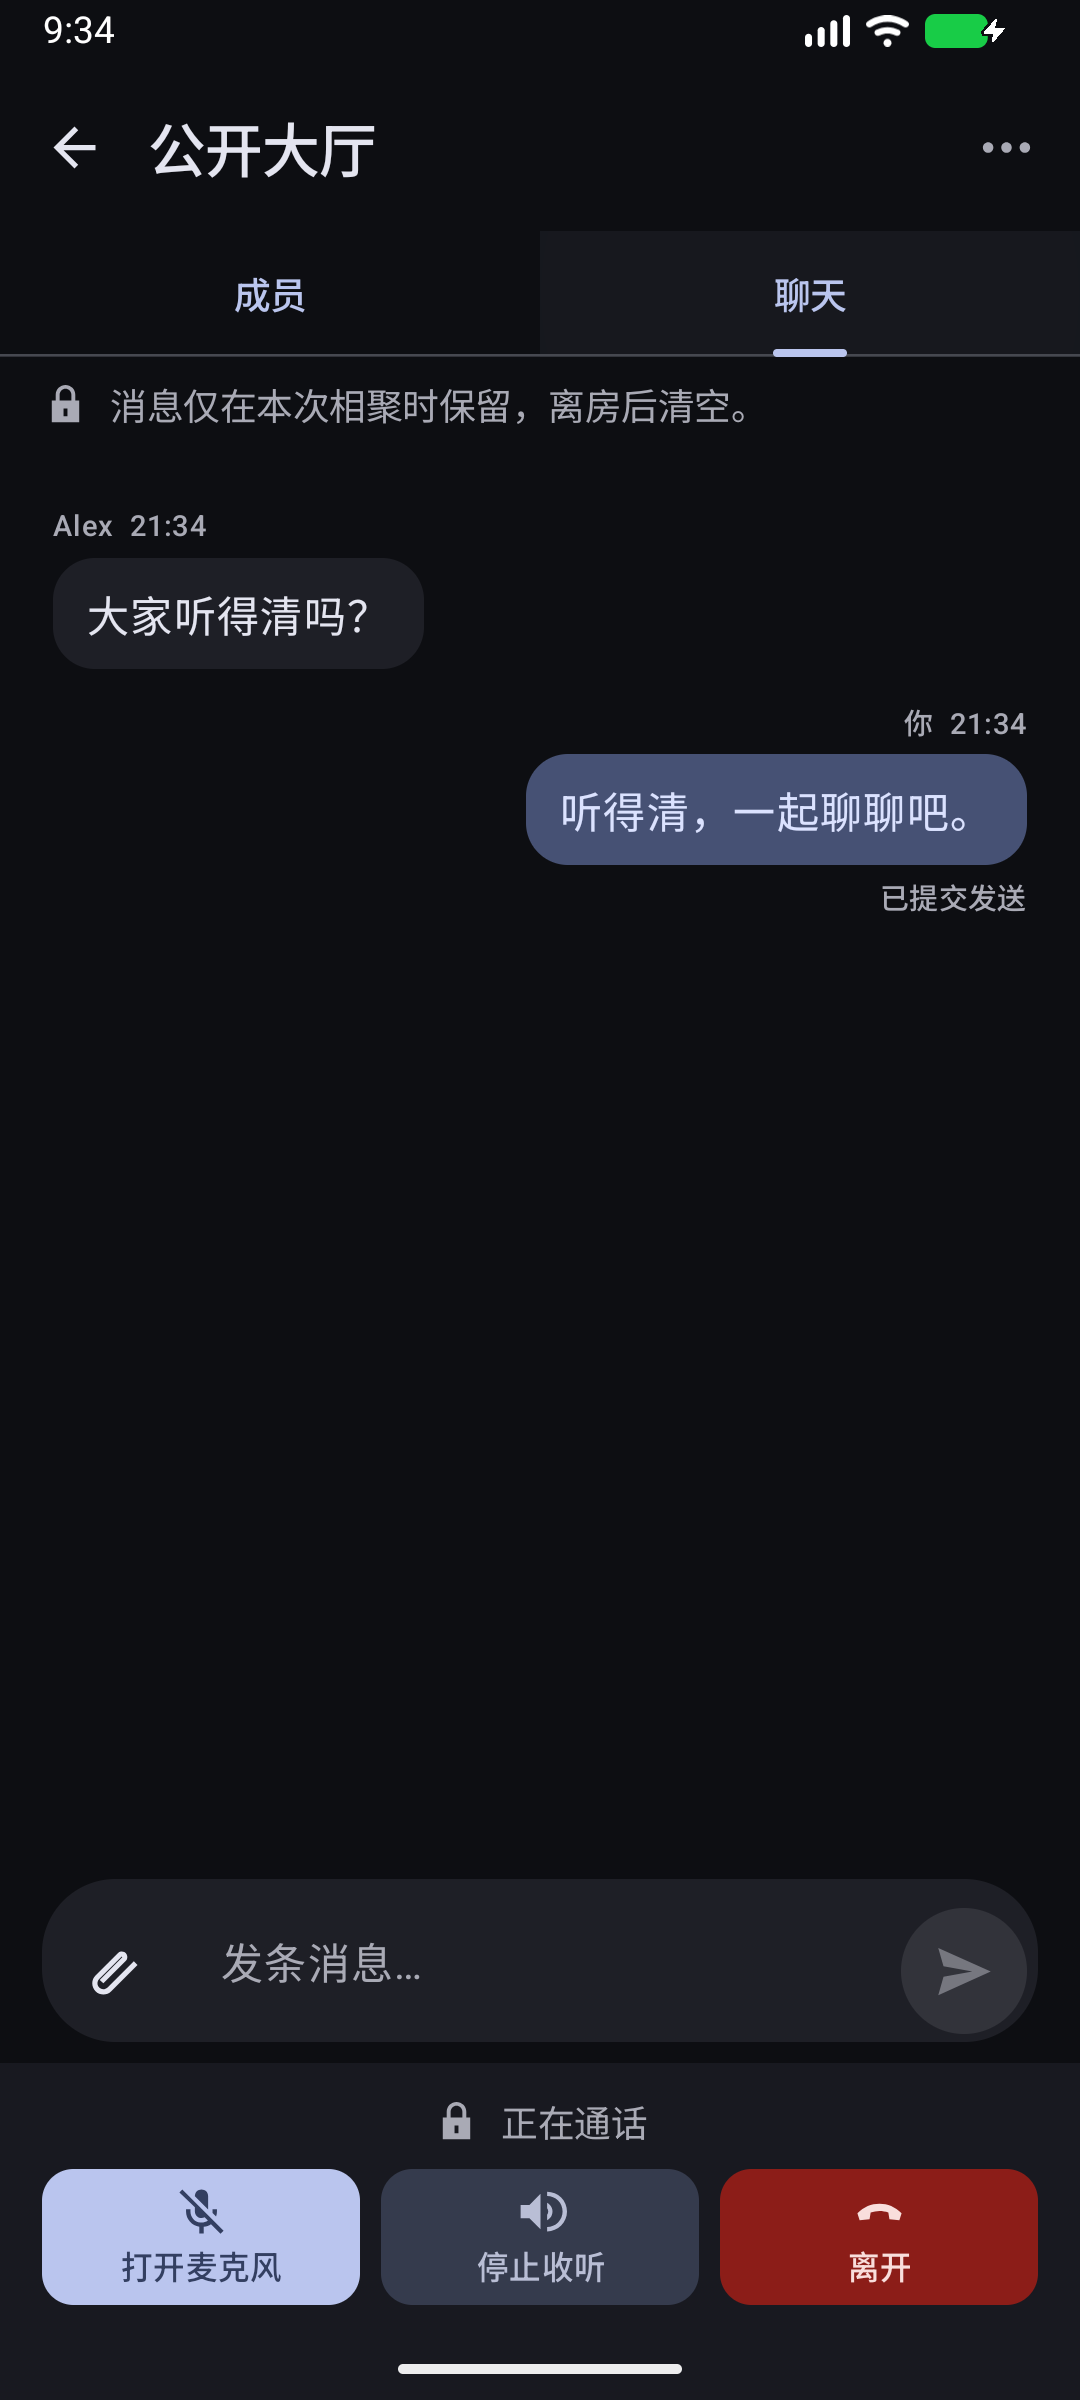 9:34
公开大厅
成员
聊天
消息仅在本次相聚时保留，离房后清空。
Alex 21:34
大家听得清吗？
你 21:34
听得清，一起聊聊吧。
已提交发送
发条消息…
正在通话
打开麦克风
停止收听
离开